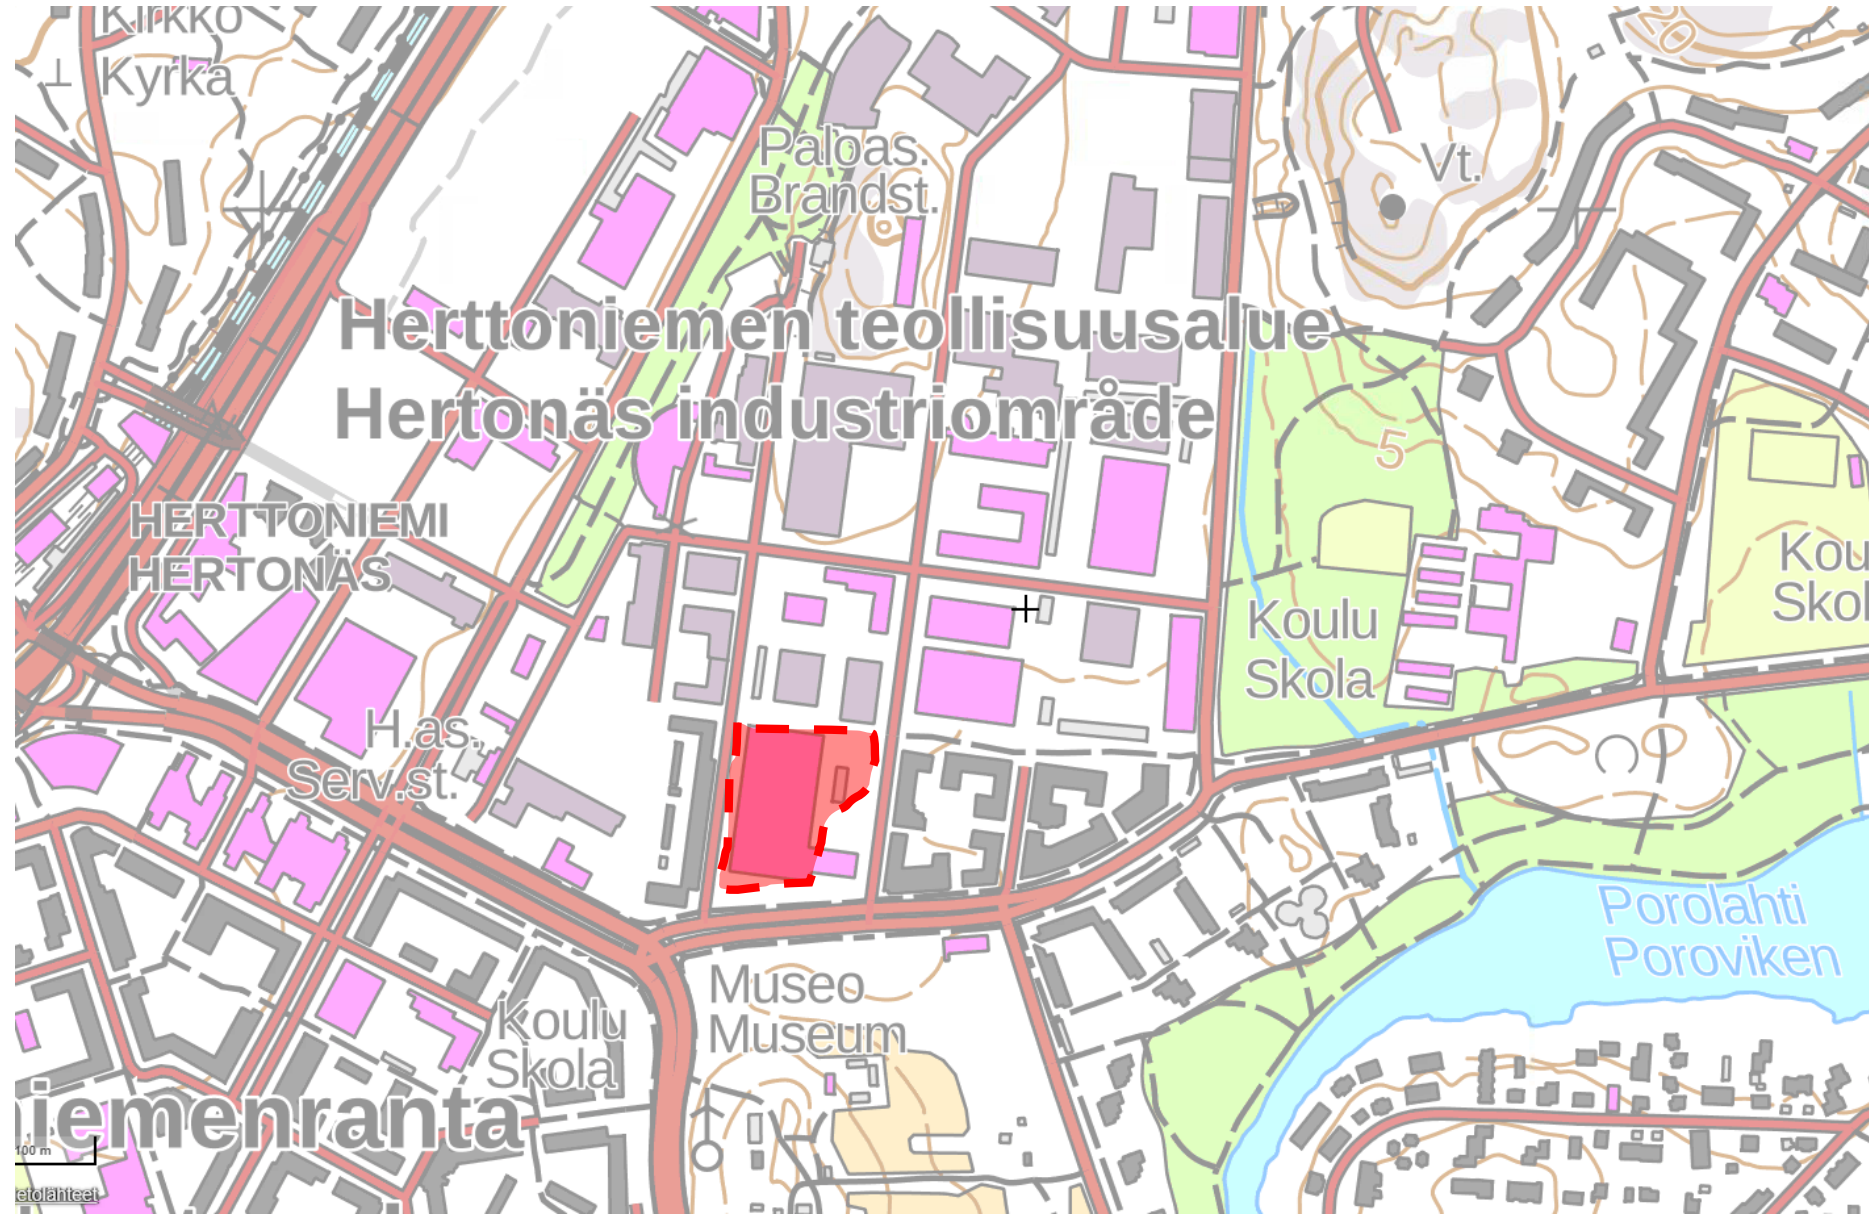 Kirkko
Kyrka
20
Paloas.
Brandst.
Vt.
Herttoniemen teollisuusalue
Hertonäs industriområde
5
HERTTONIEMI
HERTONÄS
Kou
Skol
Koulu
Skola
H.as.
Serv.st.
Porolahti
Poroviken
Museo
Museum
Koulu
Skola
niemenranta
100 m
etolähteet